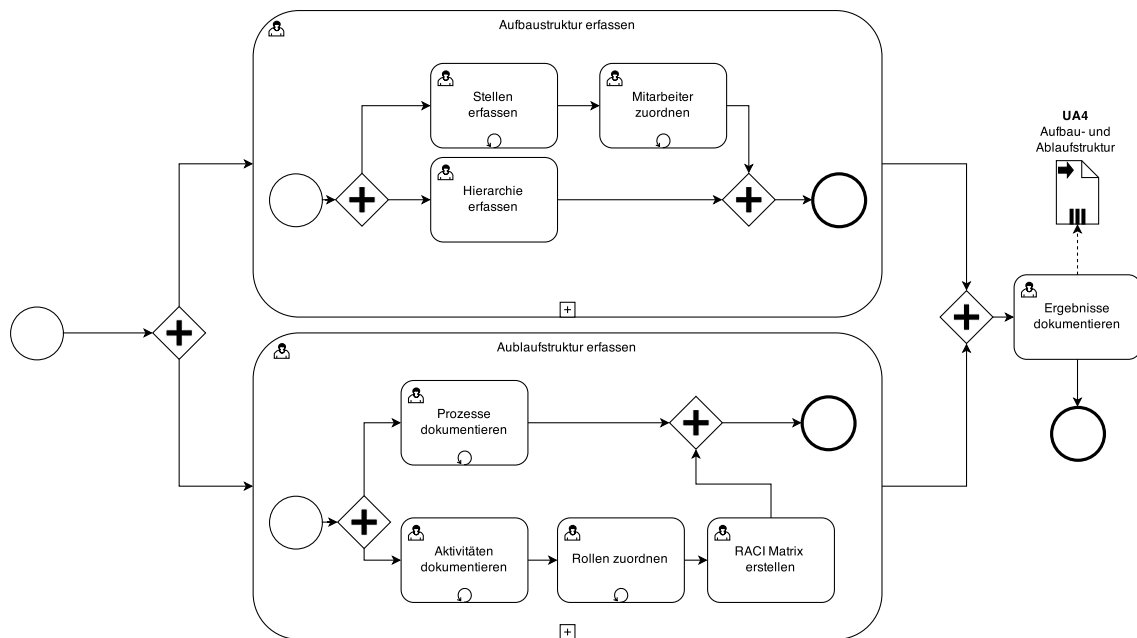 Aufbaustruktur erfassen
Stellen
erfassen
Mitarbeiter
zuordnen
Hierarchie
erfassen
UA4
Aufbau- und
Ablaufstruktur
Ergebnisse
dokumentieren
Aublaufstruktur erfassen
Prozesse
dokumentieren
Aktivitäten
dokumentieren
Rollen zuordnen
RACI Matrix
erstellen